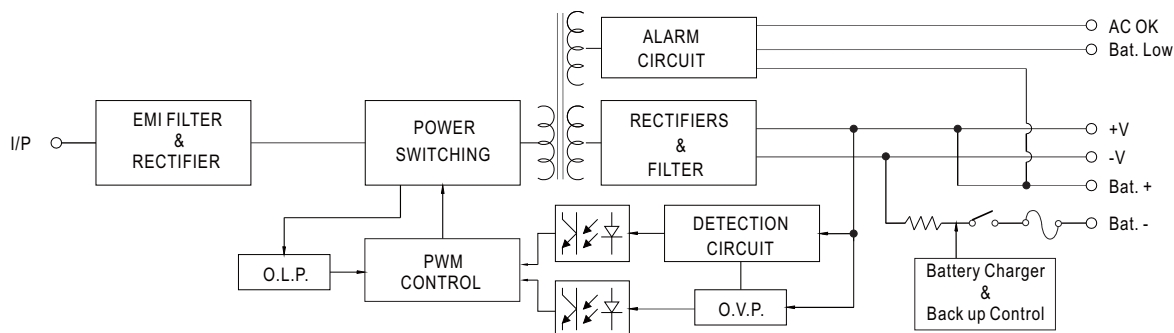 AC OK
ALARM
CIRCUIT
Bat. Low
I/P
EMI FILTER
&
RECTIFIER
POWER
SWITCHING
RECTIFIERS
&
FILTER
+V
-V
Bat. +
Bat. -
O.L.P.
PWM
CONTROL
DETECTION
CIRCUIT
O.V.P.
Battery Charger
&
Back up Control